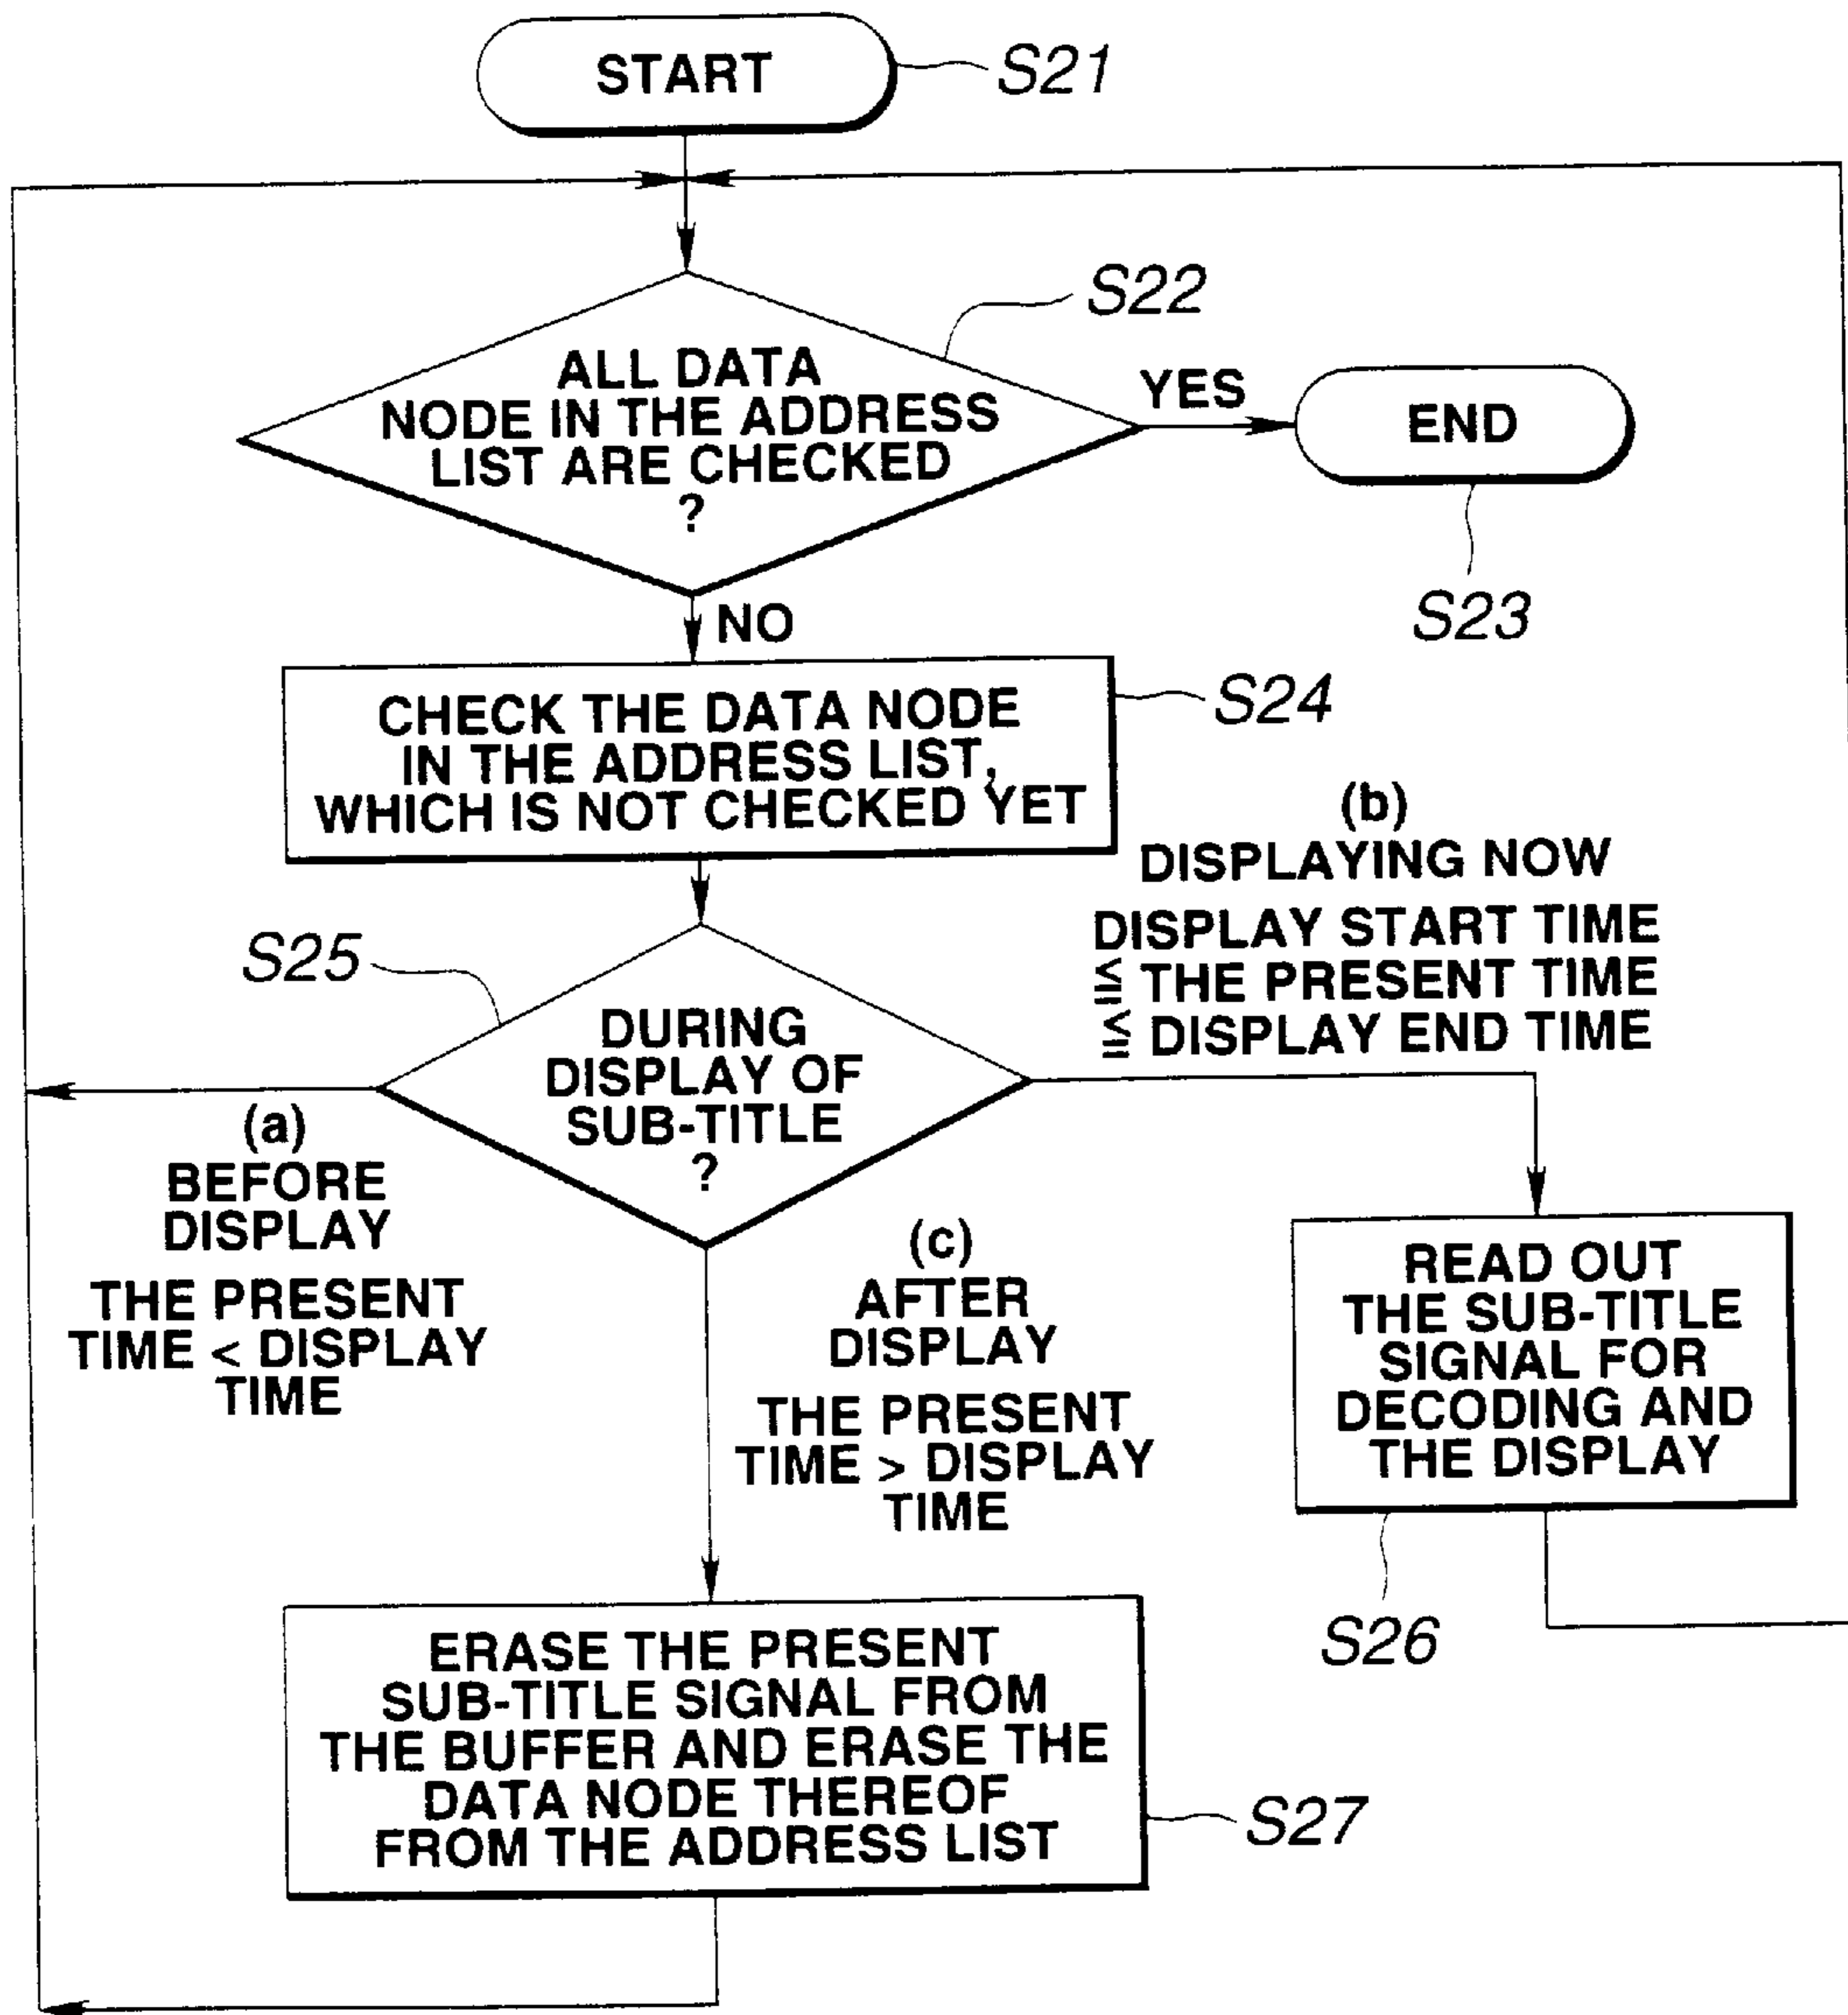 START
S21
S22
ALL DATA
NODE IN THE ADDRESS
LIST ARE CHECKED
?
YES
END
S23
NO
CHECK THE DATA NODE
IN THE ADDRESS LIST,
WHICH IS NOT CHECKED YET
S24
(b)
DISPLAYING NOW
DISPLAY START TIME
≦ THE PRESENT TIME
≦ DISPLAY END TIME
S25
DURING
DISPLAY OF
SUB-TITLE
?
(a)
BEFORE
DISPLAY
THE PRESENT
TIME < DISPLAY
TIME
(c)
AFTER
DISPLAY
THE PRESENT
TIME > DISPLAY
TIME
READ OUT
THE SUB-TITLE
SIGNAL FOR
DECODING AND
THE DISPLAY
S26
ERASE THE PRESENT
SUB-TITLE SIGNAL FROM
THE BUFFER AND ERASE THE
DATA NODE THEREOF
FROM THE ADDRESS LIST
S27